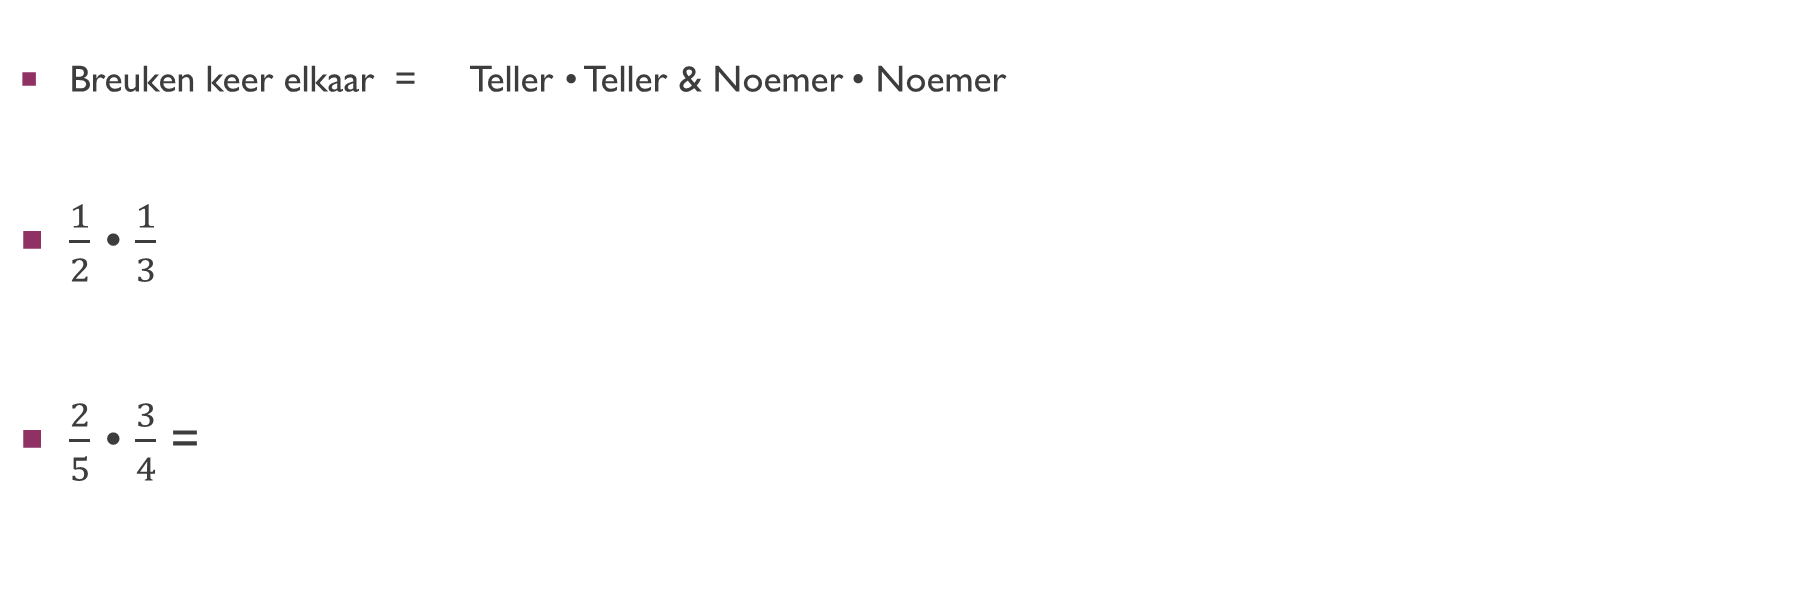 ▪ Breuken keer elkaar = Teller • Teller & Noemer • Noemer
▪ 1/2 • 1/3
▪ 2/5 • 3/4 =